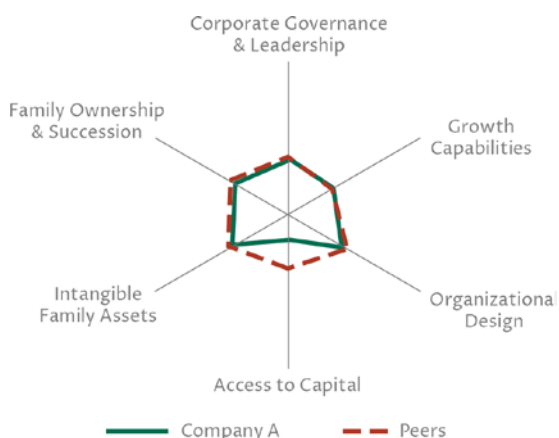 Corporate Governance
& Leadership
Family Ownership
& Succession
Growth
Capabilities
Intangible
Family Assets
Organizational
Design
Access to Capital
Company A
Peers